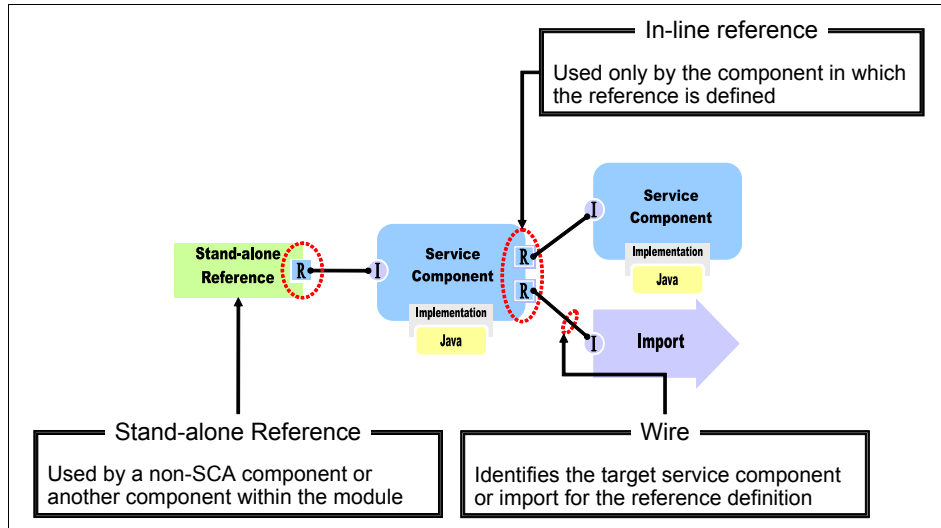 In-line reference
Used only by the component in which
the reference is defined
Service
Component
I
Implementation
Java
Stand-alone
Reference
R
I
Service
Component
R
R
Implementation
Java
I
Import
Stand-alone Reference
Used by a non-SCA component or
another component within the module
Wire
Identifies the target service component
or import for the reference definition